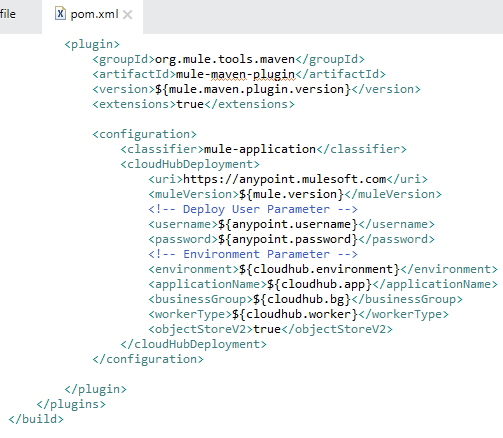 file
pom.xml
<plugin>
<groupId>org.mule.tools.maven</groupId>
<artifactId>mule-maven-plugin</artifactId>
<version>${mule.maven.plugin.version}</version>
<extensions>true</extensions>
<configuration>
<classifier>mule-application</classifier>
<cloudHubDeployment>
<uri>https://anypoint.mulesoft.com</uri>
<muleVersion>${mule.version}</muleVersion>
<!-- Deploy User Parameter -->
<username>${anypoint.username}</username>
<password>${anypoint.password}</password>
<!-- Environment Parameter -->
<environment>${cloudhub.environment}</environment>
<applicationName>${cloudhub.app}</applicationName>
<businessGroup>${cloudhub.bg}</businessGroup>
<workerType>${cloudhub.worker}</workerType>
<objectStoreV2>true</objectStoreV2>
</cloudHubDeployment>
</configuration>
</plugin>
</plugins>
</build>